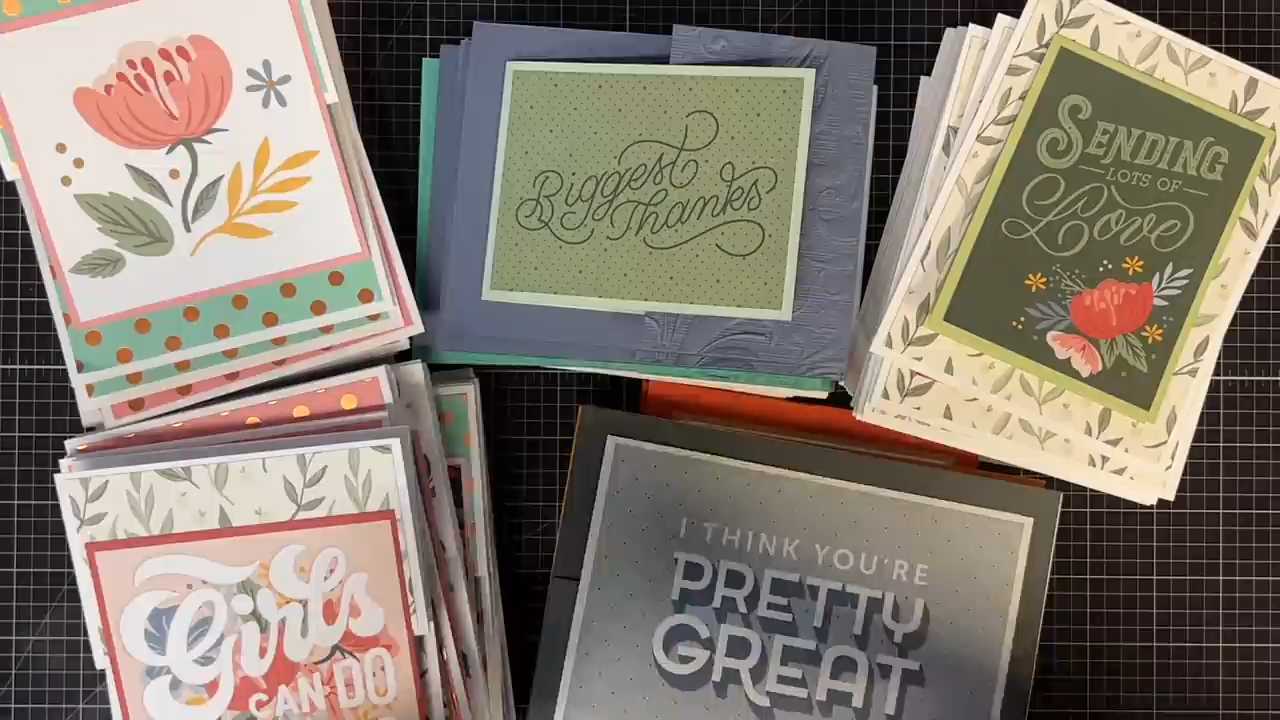 Biggest
Thanks
SENDING
LOTS OF
Love
Girls
CAN DO
I THINK YOU'RE
PRETTY
GREAT